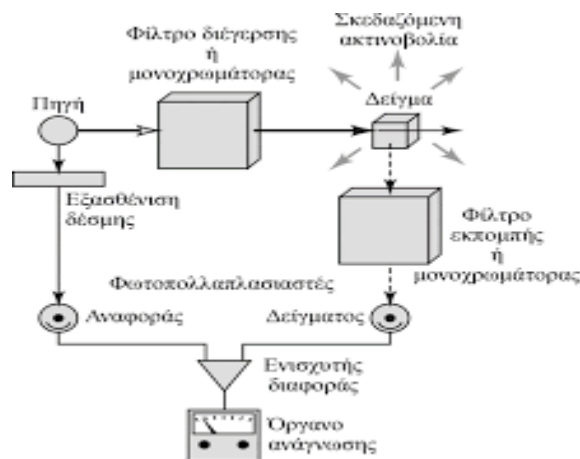 Φίλτρο διέγερσης
ή
μονοχρωμάτορας
Σκεδαζόμενη
ακτινοβολία
Πηγή
Δείγμα
Εξασθένιση
δέσμης
Φίλτρο
εκπομπής
ή
μονοχρωμάτορας
Φωτοπολλαπλασιαστές
Αναφοράς
Δείγματος
Ενισχυτής
διαφοράς
Όργανο
ανάγνωσης